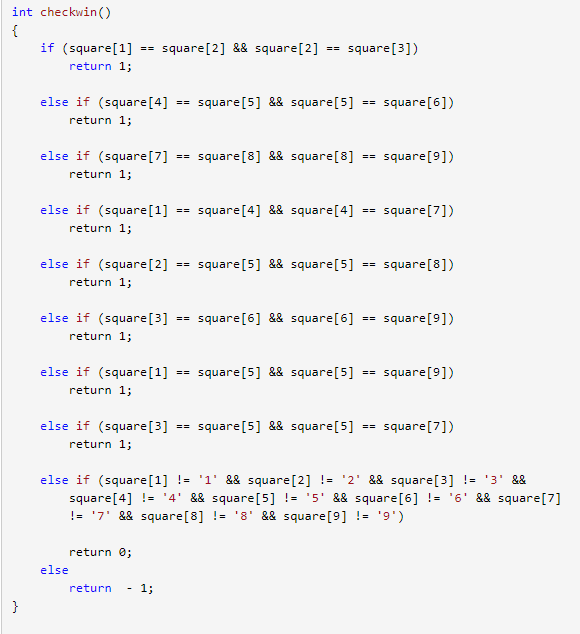 int checkwin()
{
    if (square[1] == square[2] && square[2] == square[3])
        return 1;

    else if (square[4] == square[5] && square[5] == square[6])
        return 1;

    else if (square[7] == square[8] && square[8] == square[9])
        return 1;

    else if (square[1] == square[4] && square[4] == square[7])
        return 1;

    else if (square[2] == square[5] && square[5] == square[8])
        return 1;

    else if (square[3] == square[6] && square[6] == square[9])
        return 1;

    else if (square[1] == square[5] && square[5] == square[9])
        return 1;

    else if (square[3] == square[5] && square[5] == square[7])
        return 1;

    else if (square[1] != '1' && square[2] != '2' && square[3] != '3' &&
        square[4] != '4' && square[5] != '5' && square[6] != '6' && square[7]
        != '7' && square[8] != '8' && square[9] != '9')

        return 0;
    else
        return  - 1;
}